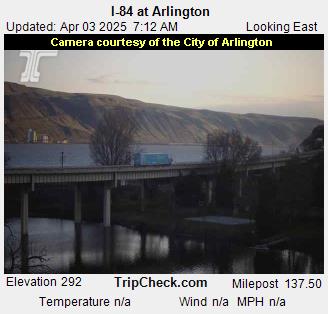 I-84 at Arlington
Updated: Apr 03 2025 7:12 AM Looking East
Camera courtesy of the City of Arlington
Elevation 292 TripCheck.com Milepost 137.50
Temperature n/a Wind n/a MPH n/a